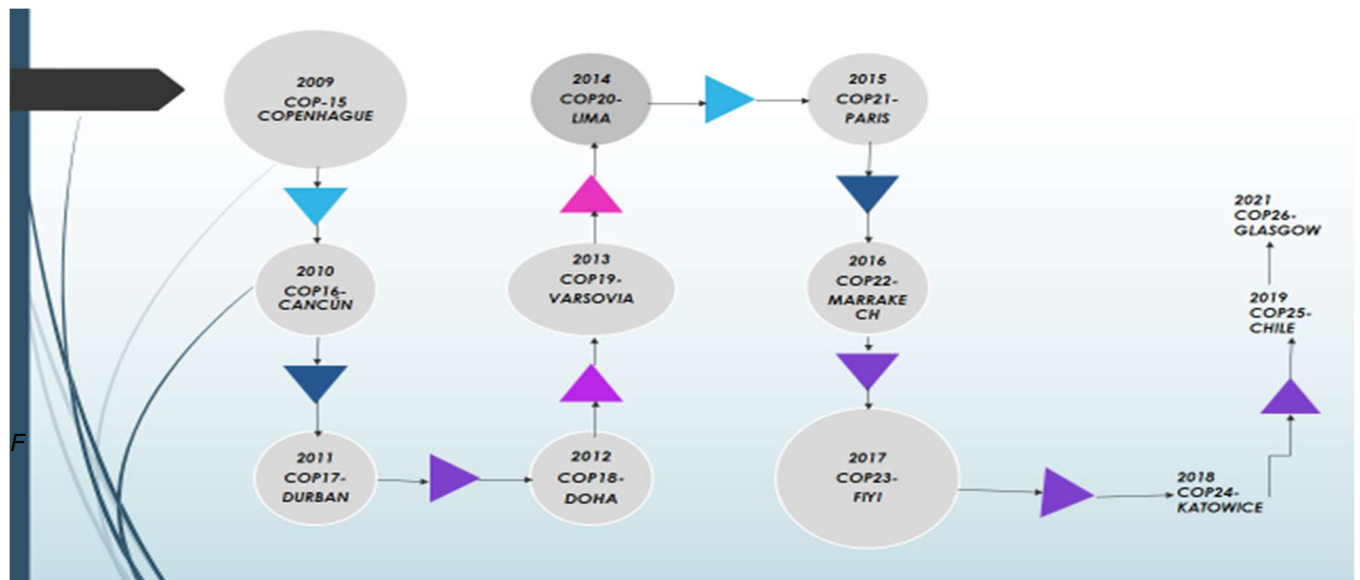 2009
COP-15
COPENHAGUE
2010
COP16-
CANCÚN
2011
COP17-
DURBAN
2012
COP18-
DOHA
2013
COP19-
VARSOVIA
2014
COP20-
LIMA
2015
COP21-
PARIS
2016
COP22-
MARRAKE
CH
2017
COP23-
FIYI
2018
COP24-
KATOWICE
2019
COP25-
CHILE
2021
COP26-
GLASGOW
F